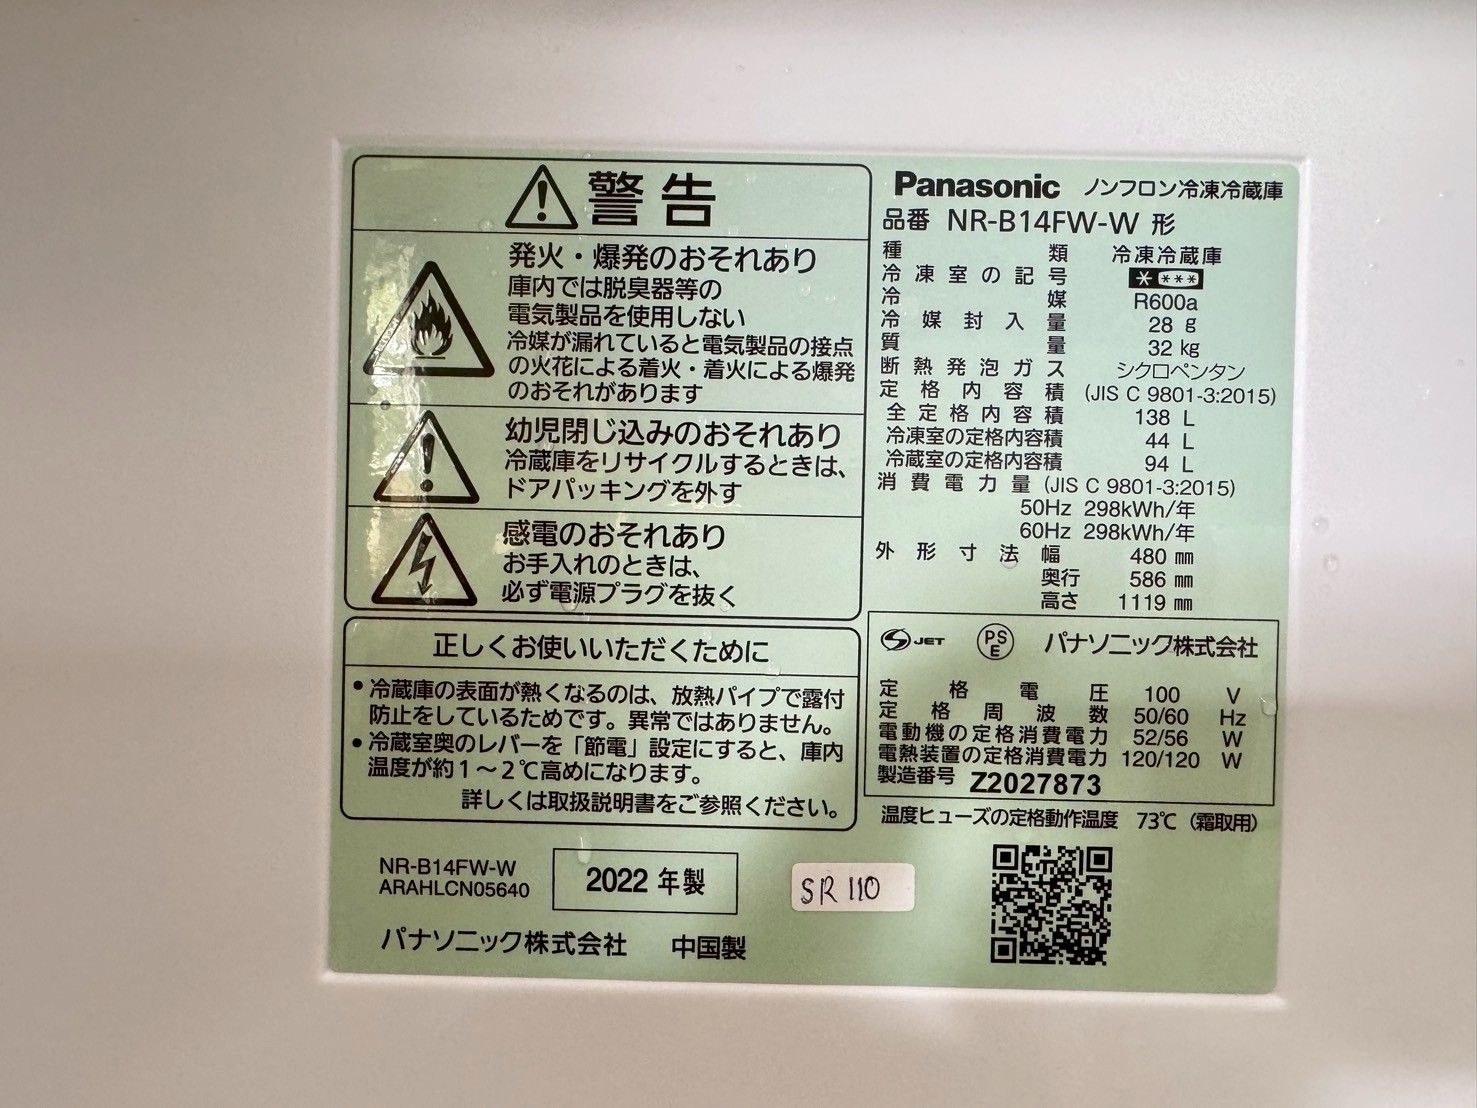 警告
発火・爆発のおそれあり
庫内では脱臭器等の
電気製品を使用しない
冷媒が漏れていると電気製品の接点
の火花による着火・着火による爆発
のおそれがあります
幼児閉じ込みのおそれあり
冷蔵庫をリサイクルするときは、
ドアパッキングを外す
感電のおそれあり
お手入れのときは、
必ず電源プラグを抜く
正しくお使いいただくために
●冷蔵庫の表面が熱くなるのは、放熱パイプで露付
防止をしているためです。異常ではありません。
●冷蔵室奥のレバーを「節電」設定にすると、庫内
温度が約1～2℃高めになります。
詳しくは取扱説明書をご参照ください。
NR-B14FW-W
ARAHLCN05640
2022 年製
パナソニック株式会社 中国製
SR 110
Panasonic ノンフロン冷凍冷蔵庫
品番 NR-B14FW-W 形
種類 冷凍冷蔵庫
冷凍室の記号 * ***
冷媒 R600a
冷媒封入量 28 g
質量 32 kg
断熱発泡ガス シクロペンタン
定格内容積 (JIS C 9801-3:2015)
全定格内容積 138 L
冷凍室の定格内容積 44 L
冷蔵室の定格内容積 94 L
消費電力量 (JIS C 9801-3:2015)
50Hz 298kWh/年
60Hz 298kWh/年
外形寸法 幅 480 mm
奥行 586 mm
高さ 1119 mm
S JET PS E パナソニック株式会社
定格電圧 100 V
定格周波数 50/60 Hz
電動機の定格消費電力 52/56 W
電熱装置の定格消費電力 120/120 W
製造番号 Z2027873
温度ヒューズの定格動作温度 73℃ (霜取用)